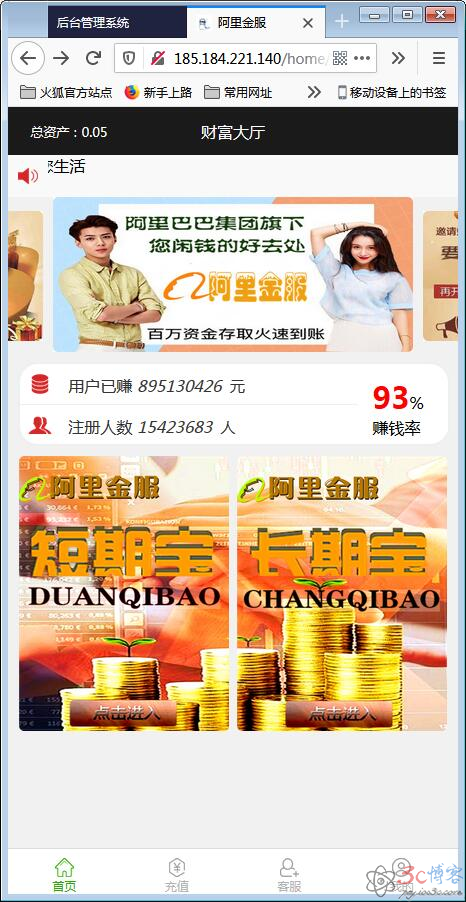 后台管理系统
阿里金服
185.184.221.140/home/
火狐官方站点
新手上路
常用网址
移动设备上的书签
总资产：0.05
财富大厅
您生活
阿里巴巴集团旗下
您闲钱的好去处
阿里金服
百万资金存取火速到账
邀请
要
再开
用户已赚 895130426 元
注册人数 15423683 人
93%
赚钱率
阿里金服
短期宝
DUANQIBAO
点击进入
阿里金服
长期宝
CHANGQIBAO
点击进入
首页
充值
客服
我的
3c博客